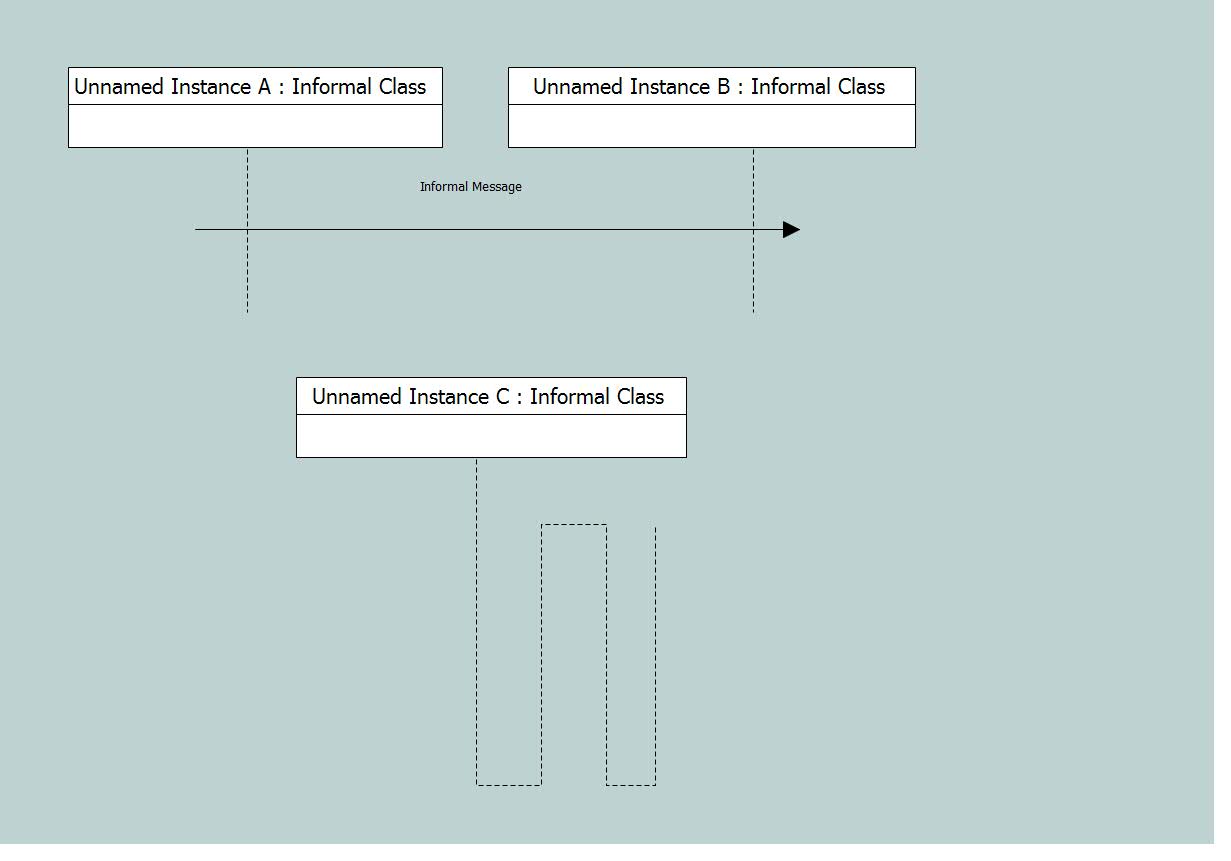 Unnamed Instance A : Informal Class
Unnamed Instance B : Informal Class
Informal Message
Unnamed Instance C : Informal Class